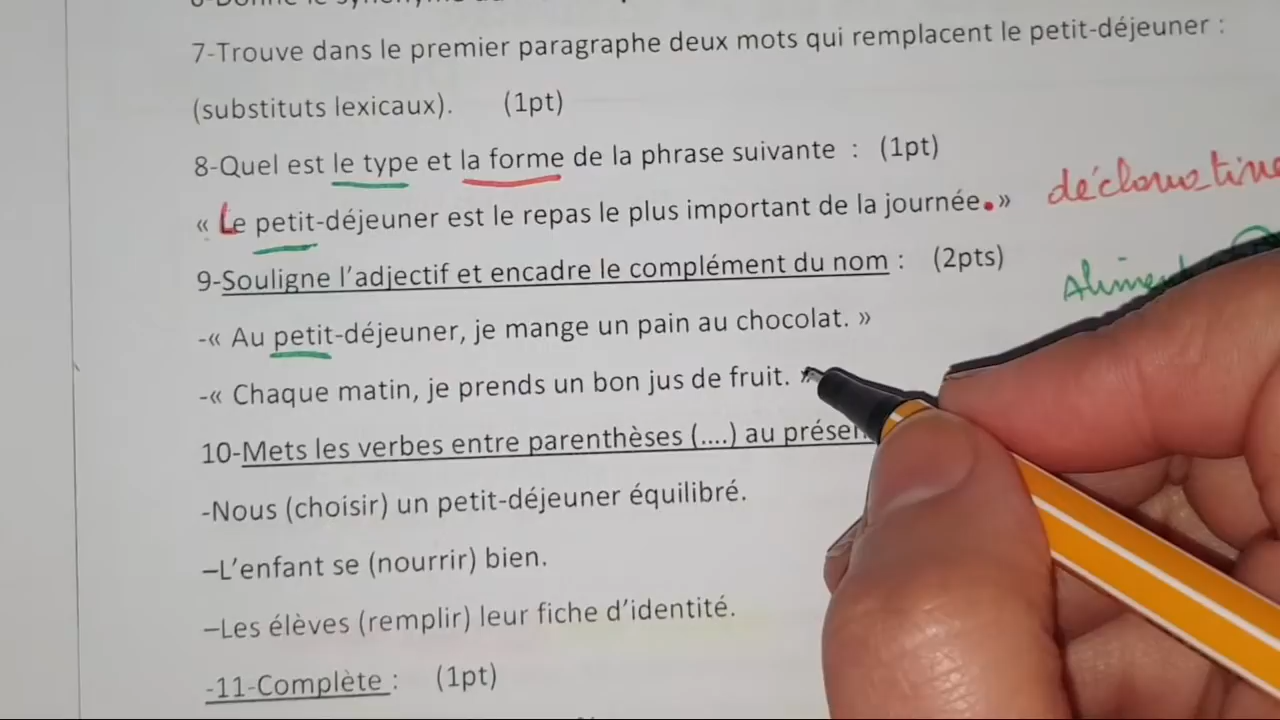 7-Trouve dans le premier paragraphe deux mots qui remplacent le petit-déjeuner :
(substituts lexicaux). (1pt)
8-Quel est le type et la forme de la phrase suivante : (1pt)
« Le petit-déjeuner est le repas le plus important de la journée. »
9-Souligne l'adjectif et encadre le complément du nom : (2pts)
-« Au petit-déjeuner, je mange un pain au chocolat. »
-« Chaque matin, je prends un bon jus de fruit. »
10-Mets les verbes entre parenthèses (....) au
-Nous (choisir) un petit-déjeuner équilibré.
–L'enfant se (nourrir) bien.
–Les élèves (remplir) leur fiche d'identité.
-11-Complète : (1pt)